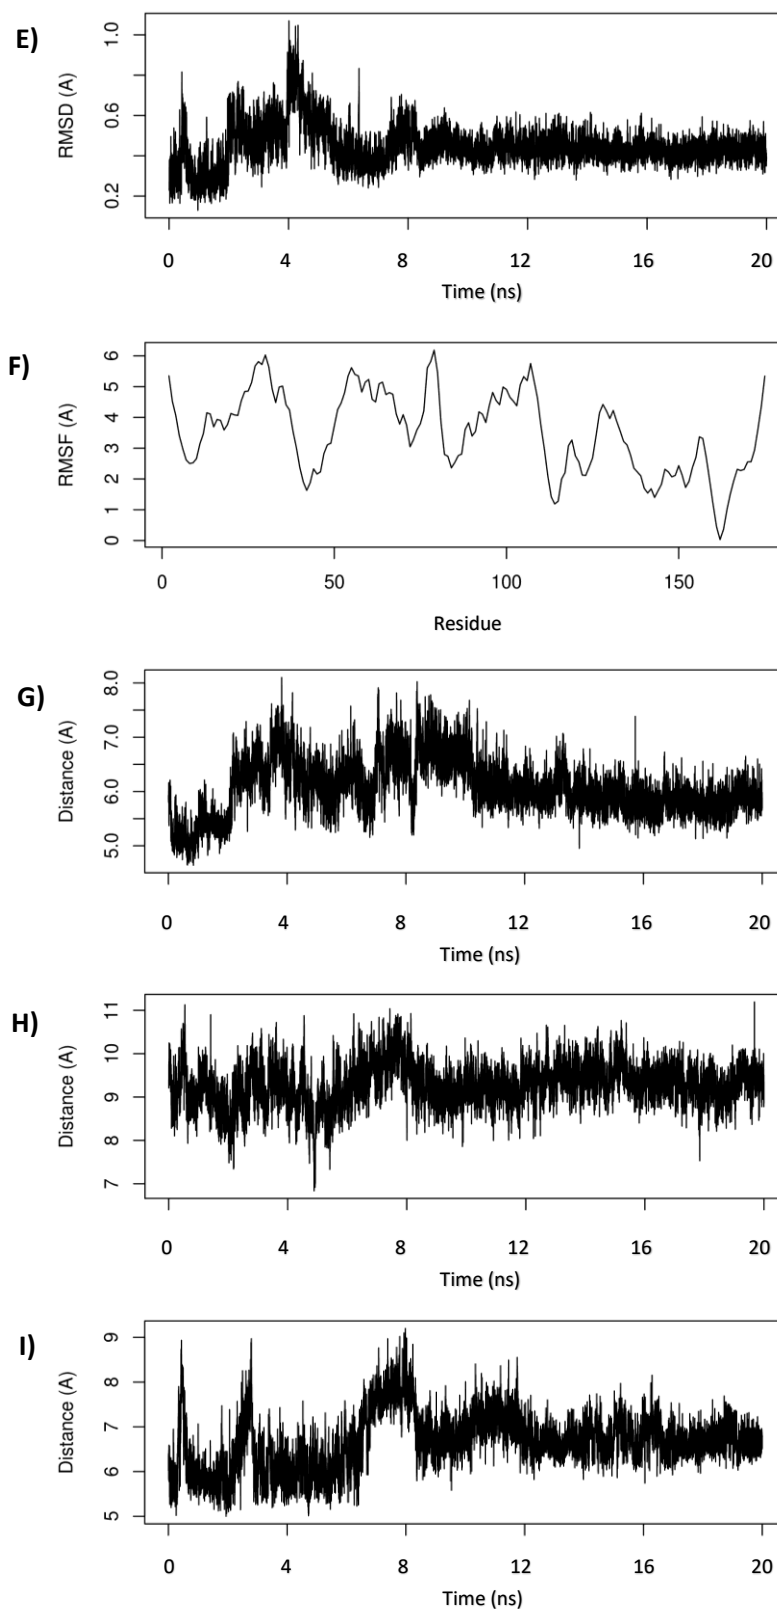 E)
RMSD (A)
0.2 0.6 1.0
0 4 8 12 16 20
Time (ns)
F)
RMSF (A)
0 1 2 3 4 5 6
0 50 100 150
Residue
G)
Distance (A)
5.0 6.0 7.0 8.0
0 4 8 12 16 20
Time (ns)
H)
Distance (A)
7 8 9 10 11
0 4 8 12 16 20
Time (ns)
I)
Distance (A)
5 6 7 8 9
0 4 8 12 16 20
Time (ns)